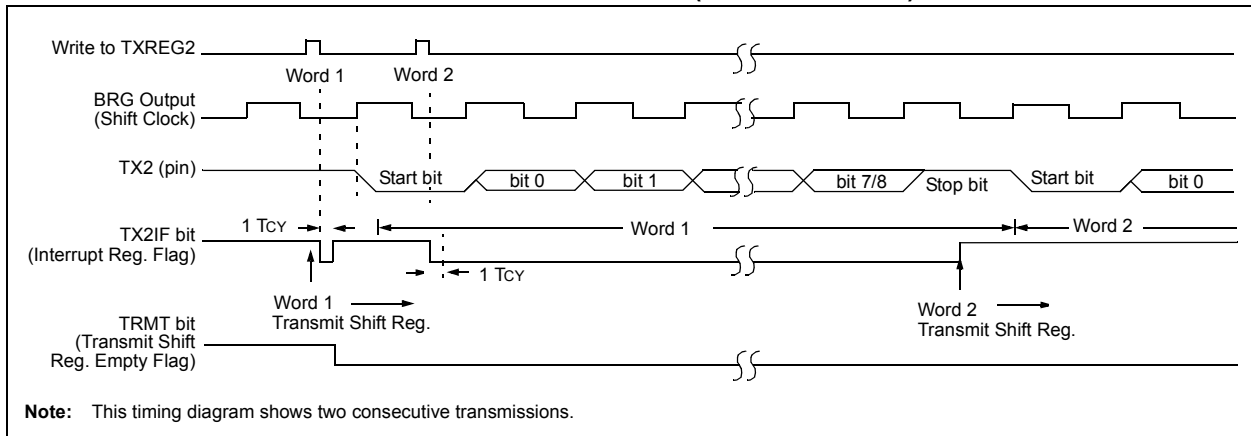 Write to TXREG2
Word 1
Word 2
BRG Output
(Shift Clock)
TX2 (pin)
Start bit
bit 0
bit 1
bit 7/8
Stop bit
Start bit
bit 0
1 TCY
Word 1
Word 2
TX2IF bit
(Interrupt Reg. Flag)
1 TCY
Word 1
Transmit Shift Reg.
Word 2
Transmit Shift Reg.
TRMT bit
(Transmit Shift
Reg. Empty Flag)
Note: This timing diagram shows two consecutive transmissions.